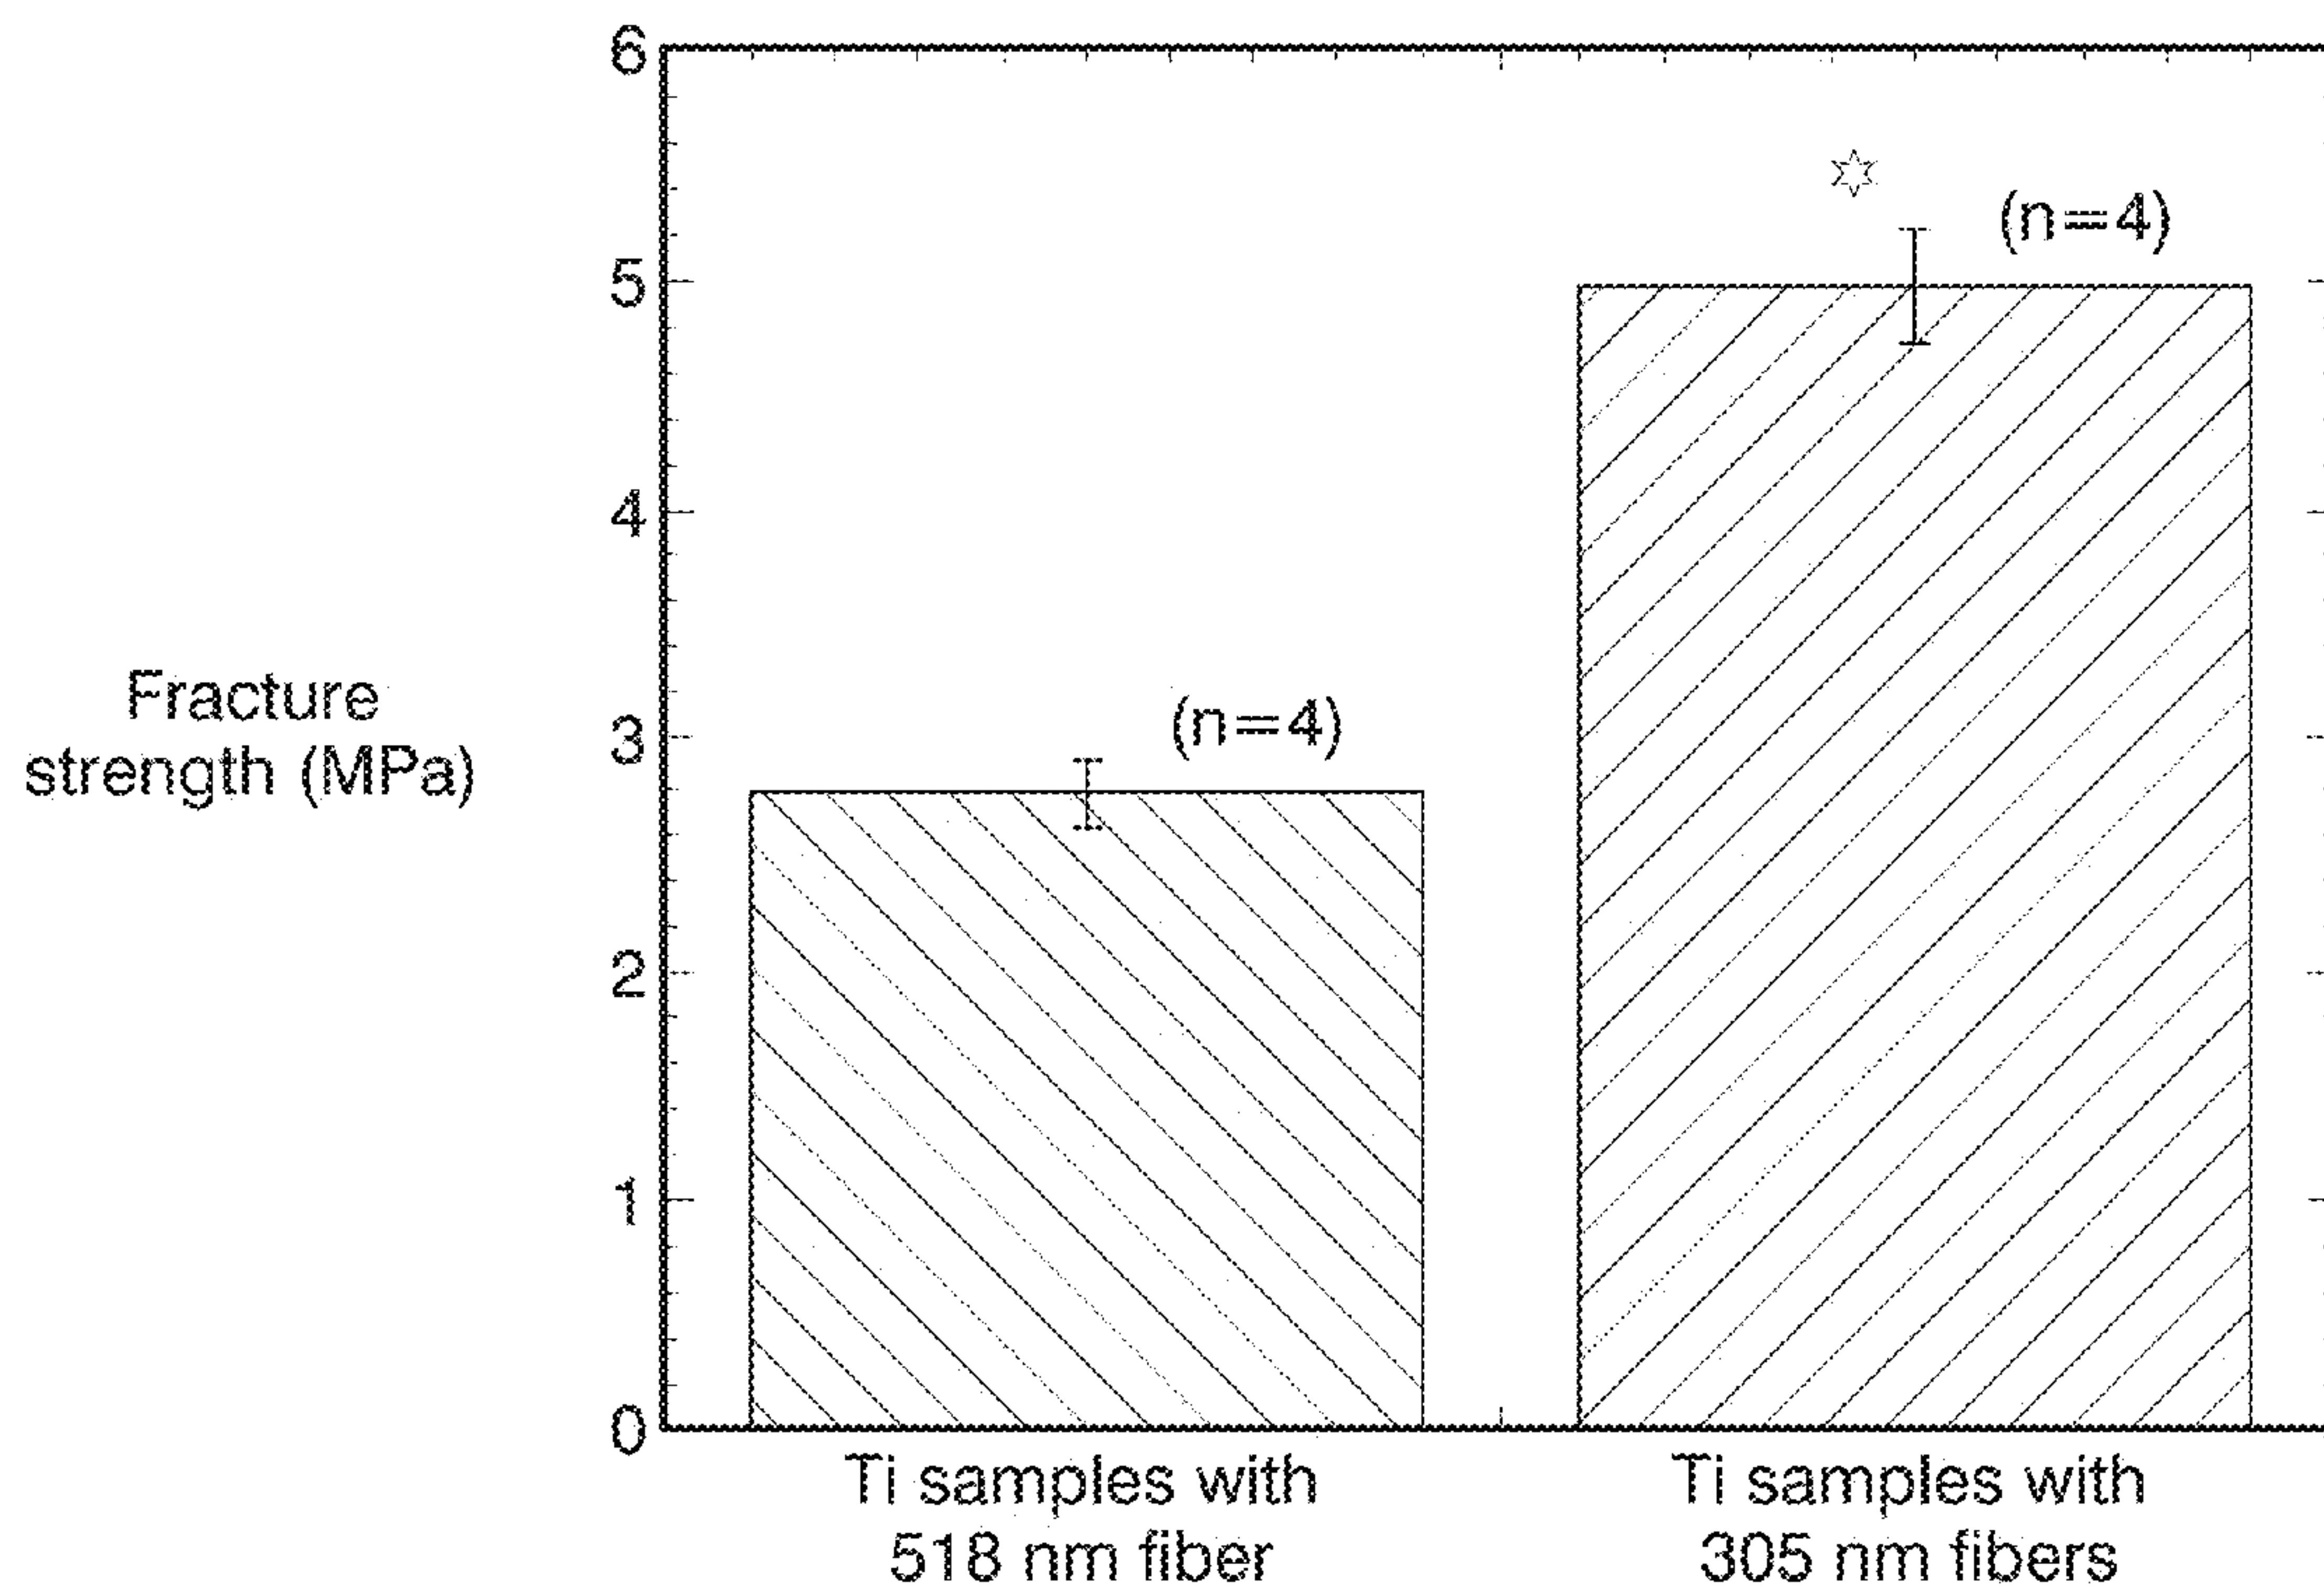 6
5
4
3
2
1
0
Fracture
strength (MPa)
(n=4)
(n=4)
Ti samples with
518 nm fiber
Ti samples with
305 nm fibers